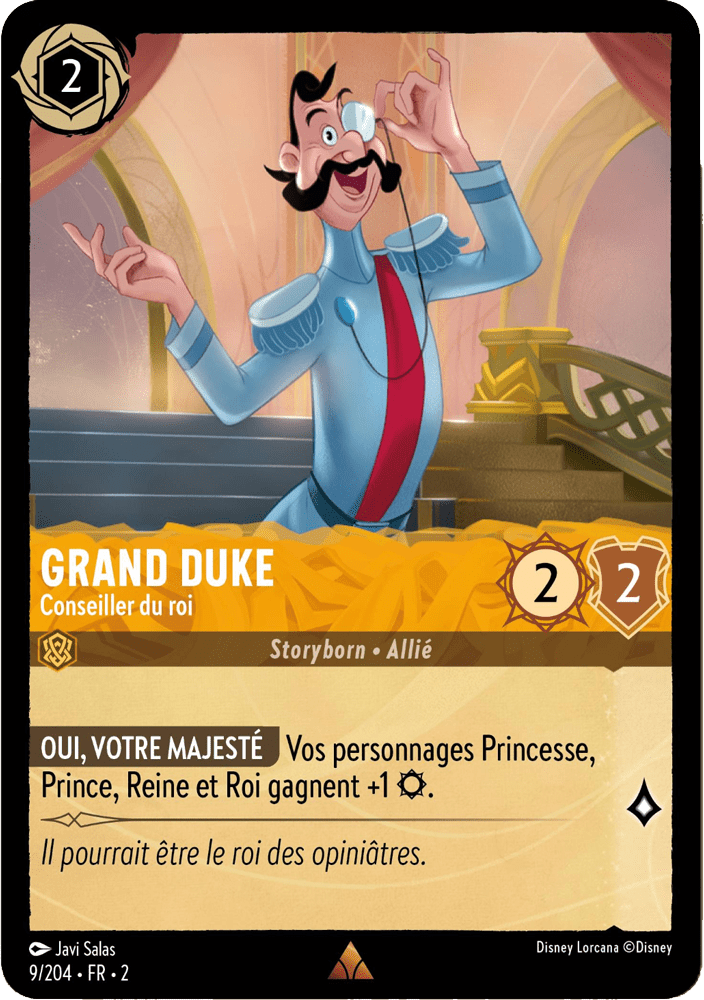 2
GRAND DUKE
Conseiller du roi
2
2
Storyborn • Allié
OUI, VOTRE MAJESTÉ Vos personnages Princesse,
Prince, Reine et Roi gagnent +1 .
Il pourrait être le roi des opiniâtres.
Javi Salas
Disney Lorcana ©Disney
9/204 • FR • 2